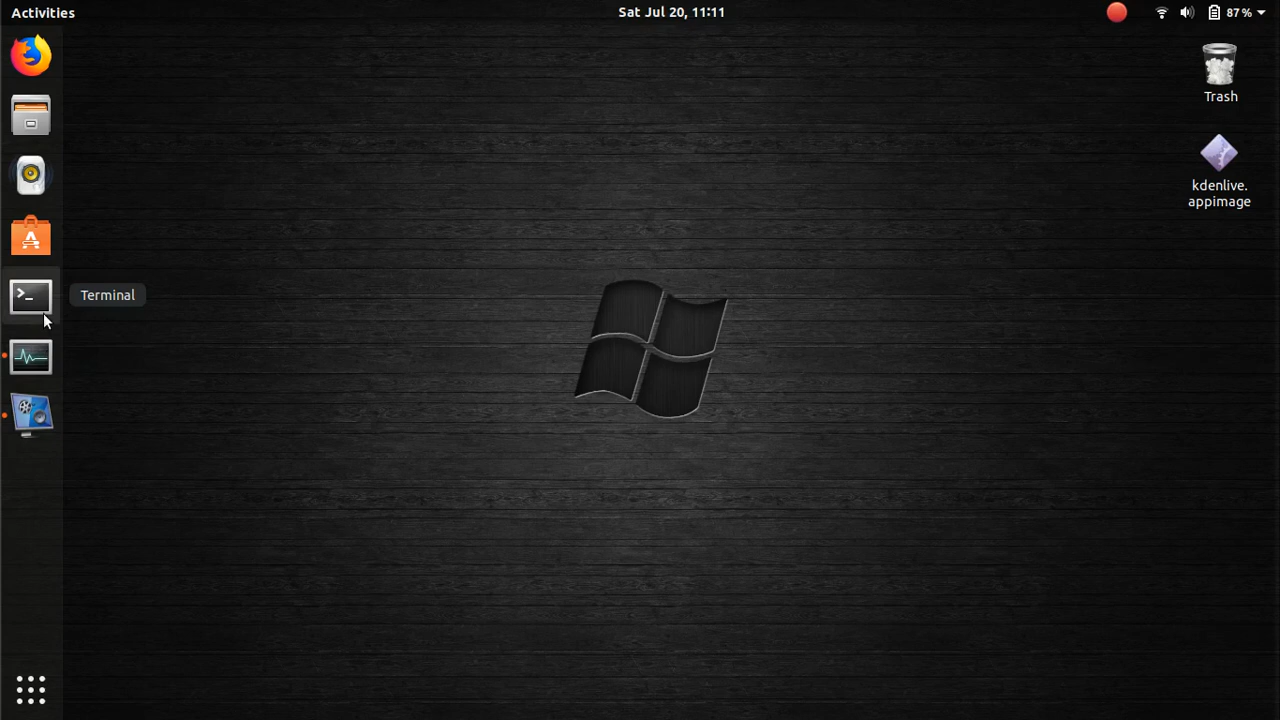 Activities
Sat Jul 20, 11:11
87%
Trash
kdenlive.
appimage
Terminal